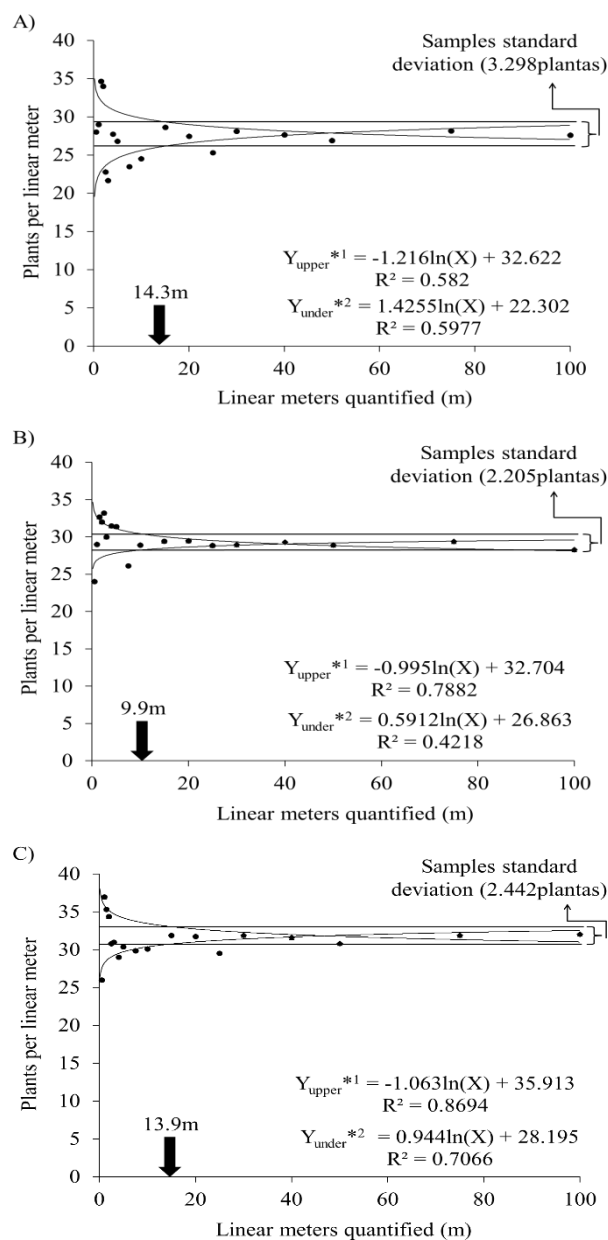 A)
Samples standard
deviation (3.298plantas)
40
35
30
25
20
15
10
5
0
Plants per linear meter
Y_upper*1 = -1.216ln(X) + 32.622
R² = 0.582
Y_under*2 = 1.4255ln(X) + 22.302
R² = 0.5977
14.3m
0 20 40 60 80 100
Linear meters quantified (m)
B)
Samples standard
deviation (2.205plantas)
40
35
30
25
20
15
10
5
0
Plants per linear meter
Y_upper*1 = -0.995ln(X) + 32.704
R² = 0.7882
Y_under*2 = 0.5912ln(X) + 26.863
R² = 0.4218
9.9m
0 20 40 60 80 100
Linear meters quantified (m)
C)
Samples standard
deviation (2.442plantas)
40
35
30
25
20
15
10
5
0
Plants per linear meter
Y_upper*1 = -1.063ln(X) + 35.913
R² = 0.8694
Y_under*2 = 0.944ln(X) + 28.195
R² = 0.7066
13.9m
0 20 40 60 80 100
Linear meters quantified (m)